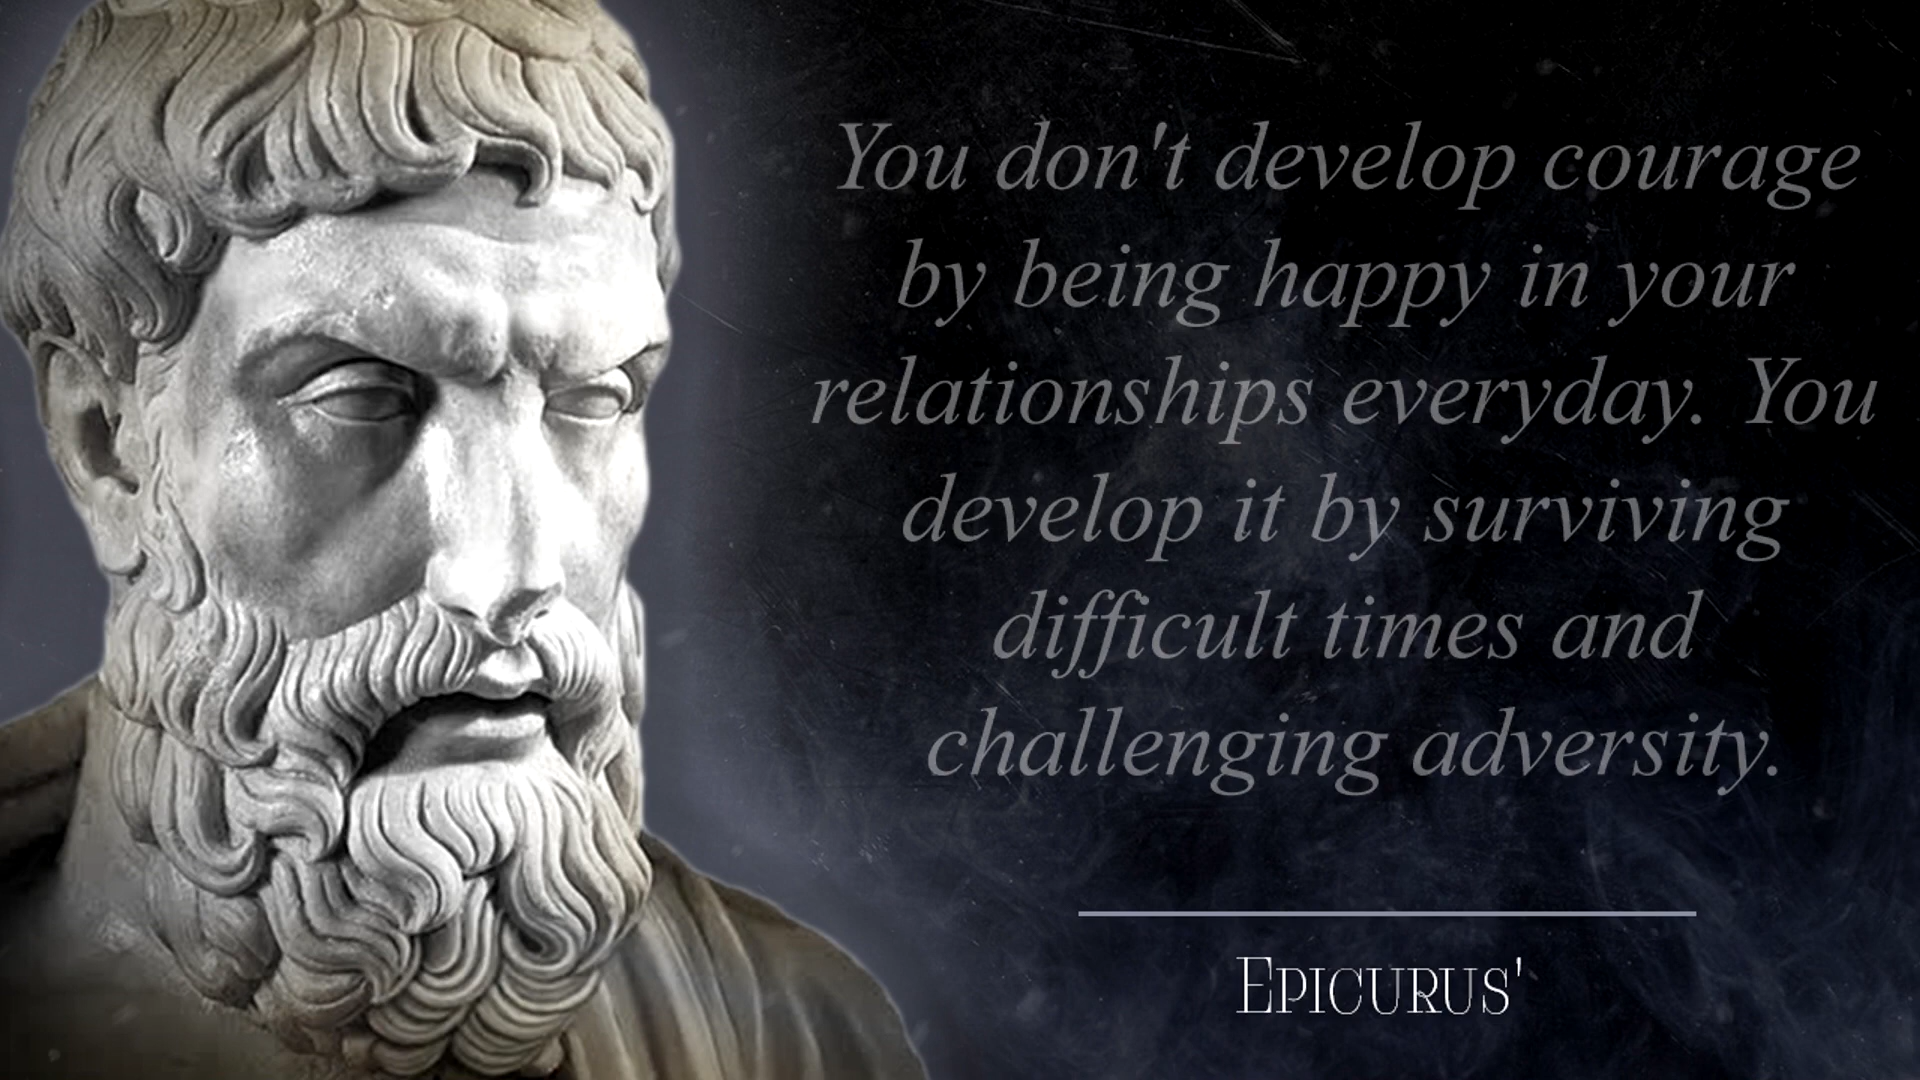 You don't develop courage
by being happy in your
relationships everyday. You
develop it by surviving
difficult times and
challenging adversity.
EPICURUS'